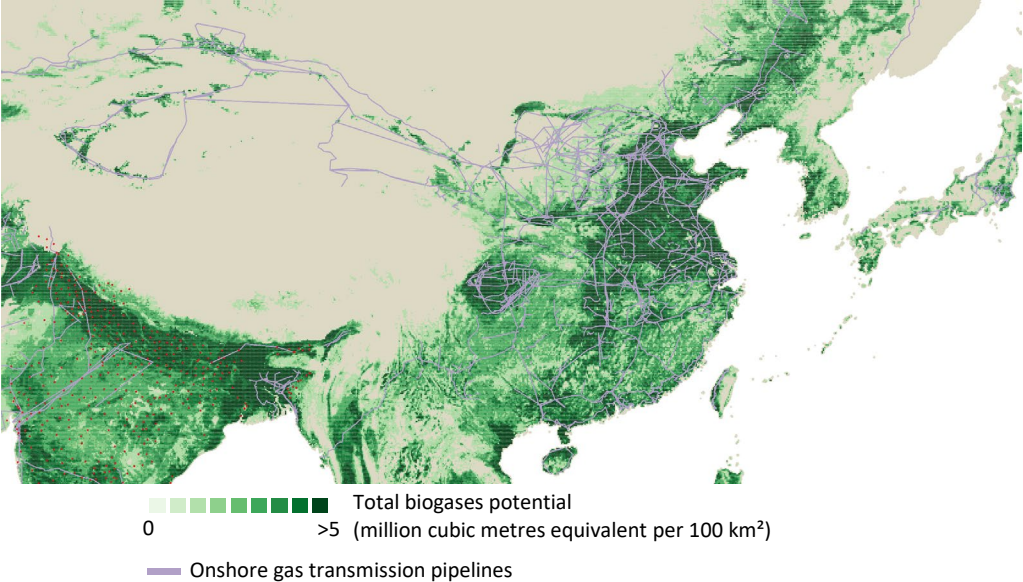 Total biogases potential
0 >5 (million cubic metres equivalent per 100 km²)
Onshore gas transmission pipelines